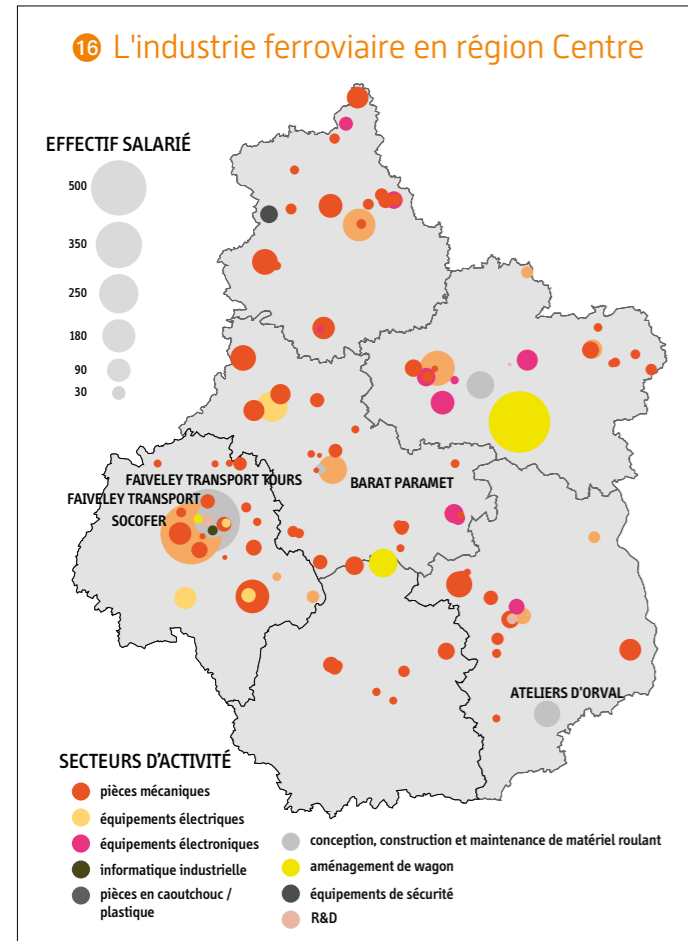 16 L'industrie ferroviaire en région Centre
EFFECTIF SALARIÉ
500
350
250
180
90
30
FAIVELEY TRANSPORT TOURS
FAIVELEY TRANSPORT
SOCOFER
BARAT PARAMET
ATELIERS D'ORVAL
SECTEURS D'ACTIVITÉ
pièces mécaniques
équipements électriques
équipements électroniques
informatique industrielle
pièces en caoutchouc /
plastique
conception, construction et maintenance de matériel roulant
aménagement de wagon
équipements de sécurité
R&D